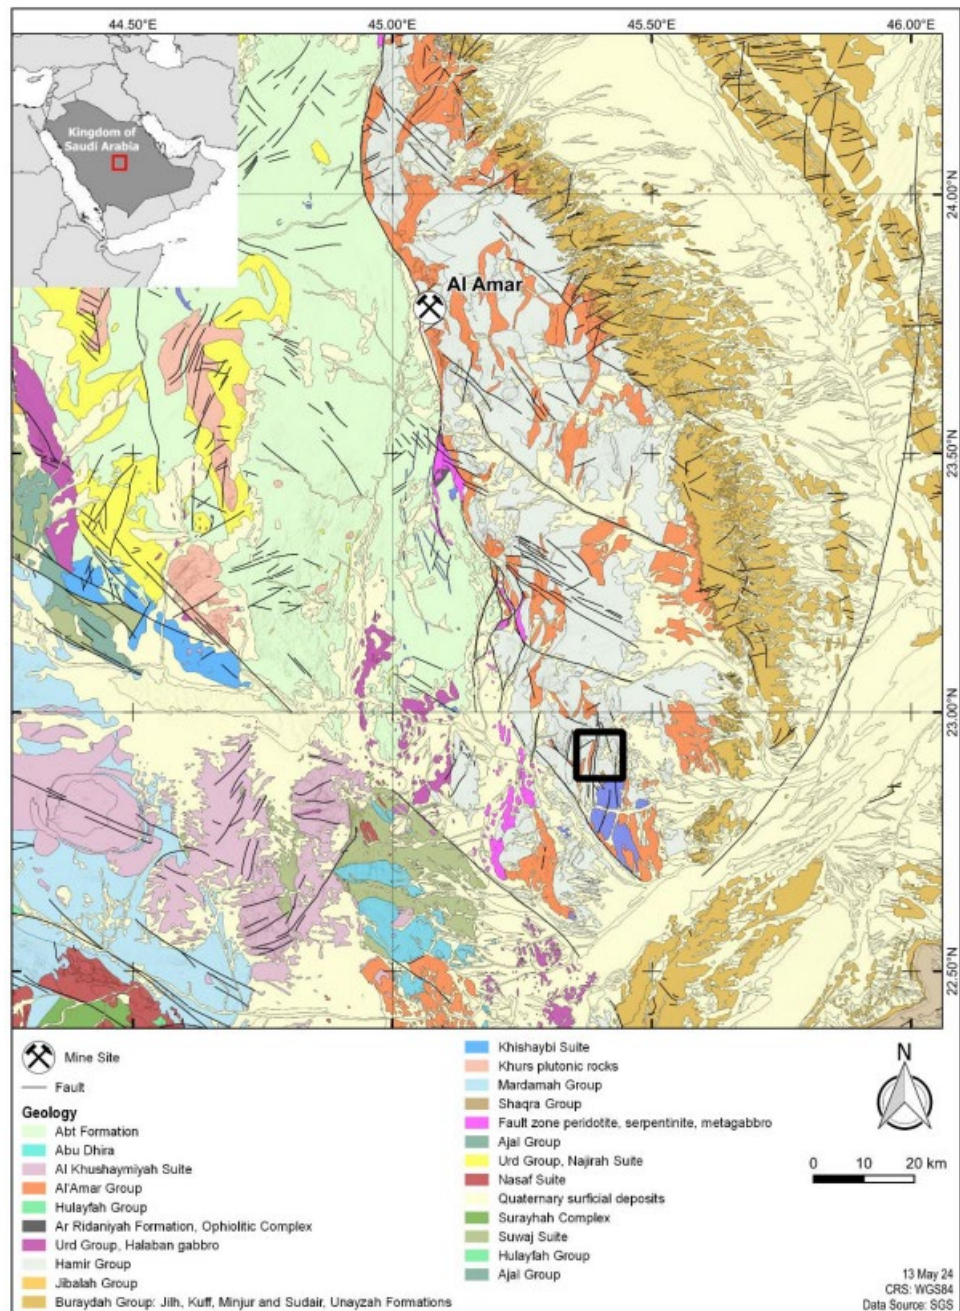 44.50°E 45.00°E 45.50°E 46.00°E
Kingdom of
Saudi Arabia
24.00°N
Al Amar
23.50°N
23.00°N
22.50°N
Mine Site
Fault
Geology
Abt Formation
Abu Dhira
Al Khushaymiyah Suite
Al'Amar Group
Hulayfah Group
Ar Ridaniyah Formation, Ophiolitic Complex
Urd Group, Halaban gabbro
Hamir Group
Jibalah Group
Buraydah Group: Jilh, Kuff, Minjur and Sudair, Unayzah Formations
Khishaybi Suite
Khurs plutonic rocks
Mardamah Group
Shaqra Group
Fault zone peridotite, serpentinite, metagabbro
Ajal Group
Urd Group, Najirah Suite
Nasaf Suite
Quaternary surficial deposits
Surayhah Complex
Suwaj Suite
Hulayfah Group
Ajal Group
N
0 10 20 km
13 May 24
CRS: WGS84
Data Source: SGS